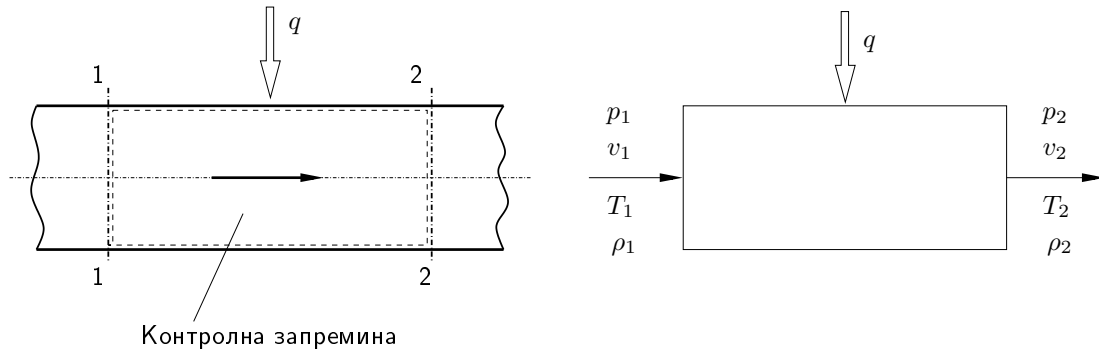 q
1
2
1
2
Контролна запремина
q
p₁
v₁
T₁
ρ₁
p₂
v₂
T₂
ρ₂